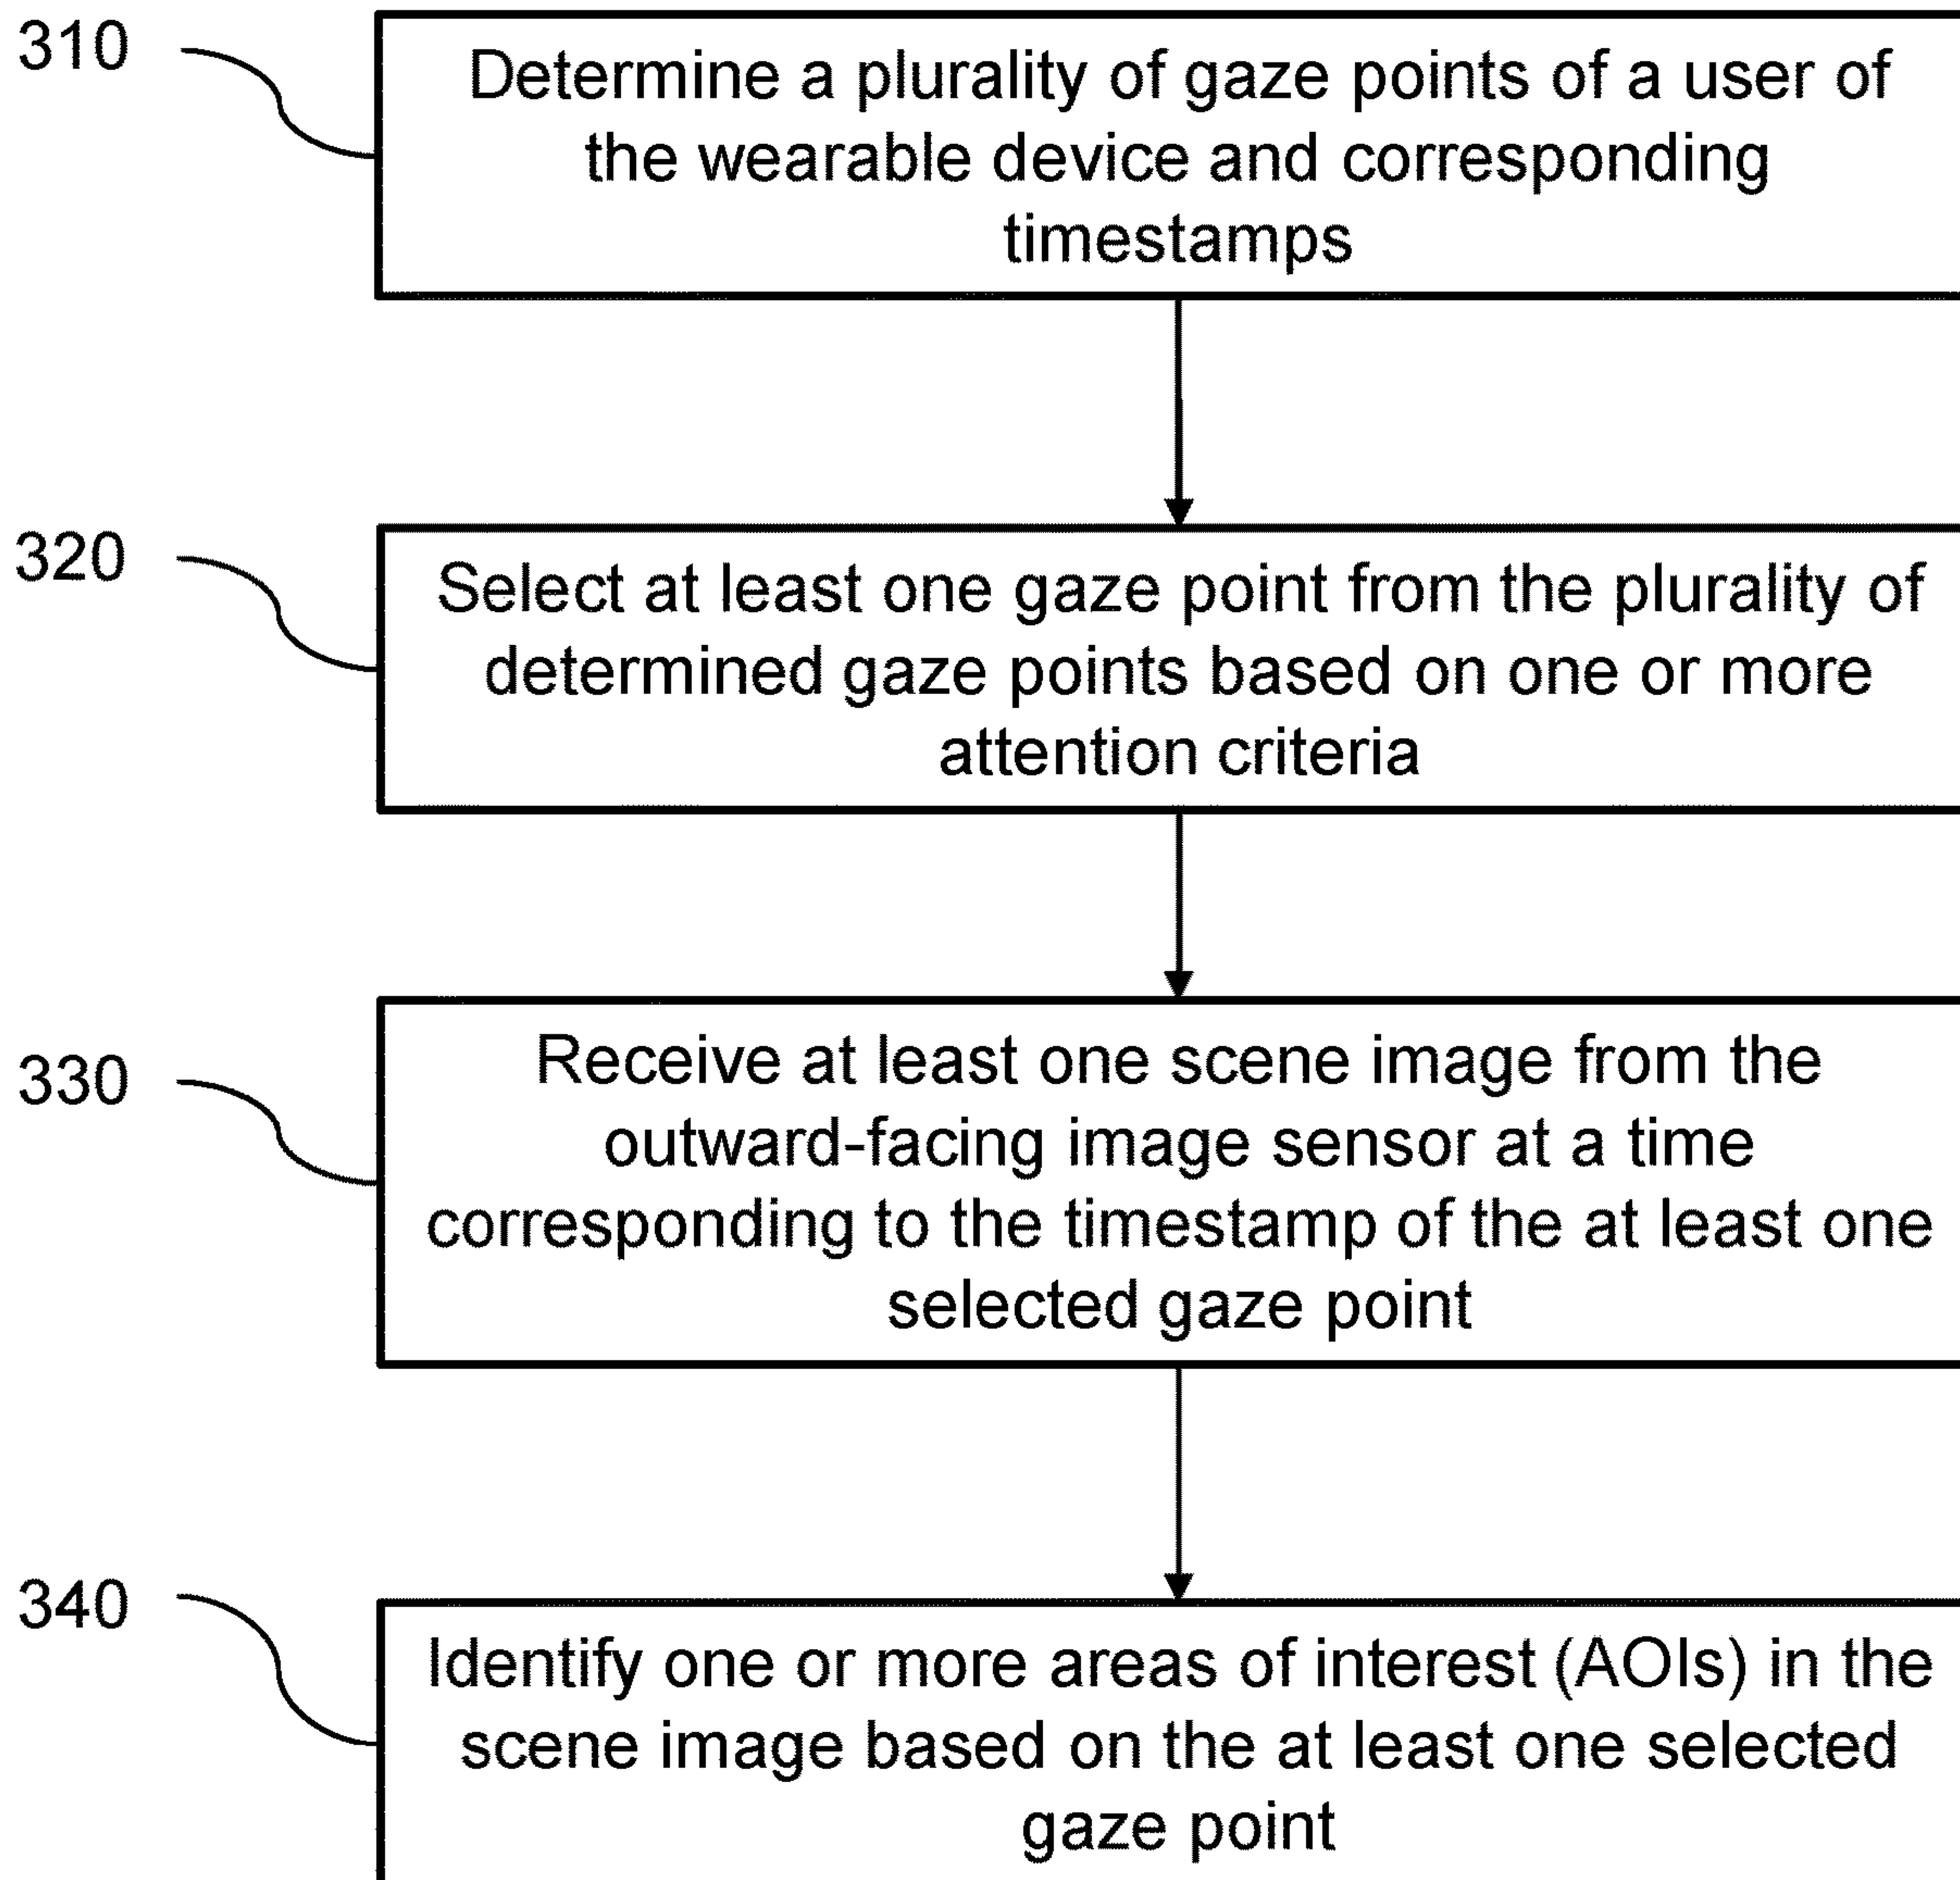 310
Determine a plurality of gaze points of a user of
the wearable device and corresponding
timestamps
320
Select at least one gaze point from the plurality of
determined gaze points based on one or more
attention criteria
330
Receive at least one scene image from the
outward-facing image sensor at a time
corresponding to the timestamp of the at least one
selected gaze point
340
Identify one or more areas of interest (AOIs) in the
scene image based on the at least one selected
gaze point